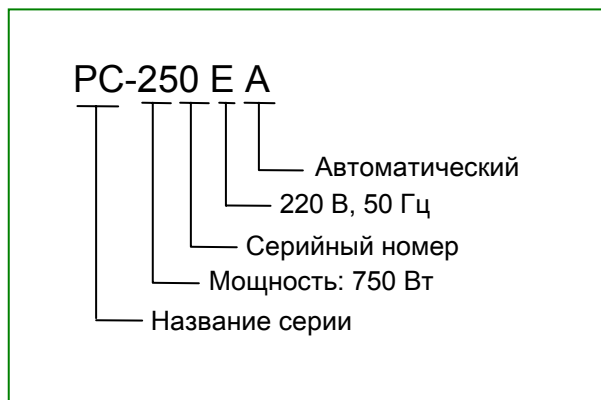 PC-250 E A
Автоматический
220 В, 50 Гц
Серийный номер
Мощность: 750 Вт
Название серии